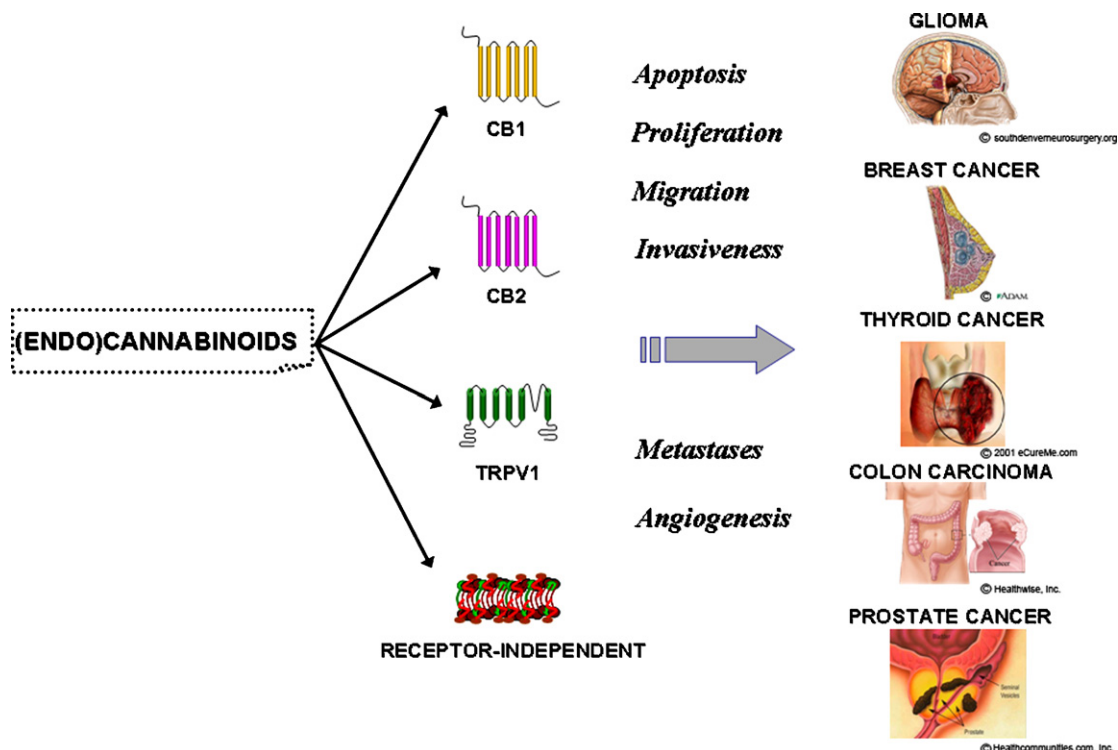 (ENDO)CANNABINOIDS
CB1
CB2
TRPV1
RECEPTOR-INDEPENDENT
Apoptosis
Proliferation
Migration
Invasiveness
Metastases
Angiogenesis
GLIOMA
© southdenverneurosurgery.org
BREAST CANCER
© ADAM
THYROID CANCER
© 2001 eCureMe.com
COLON CARCINOMA
Cancer
© Healthwise, Inc.
PROSTATE CANCER
Bladder
Seminal
Vesicles
Prostate
© Healthcommunities.com, Inc.